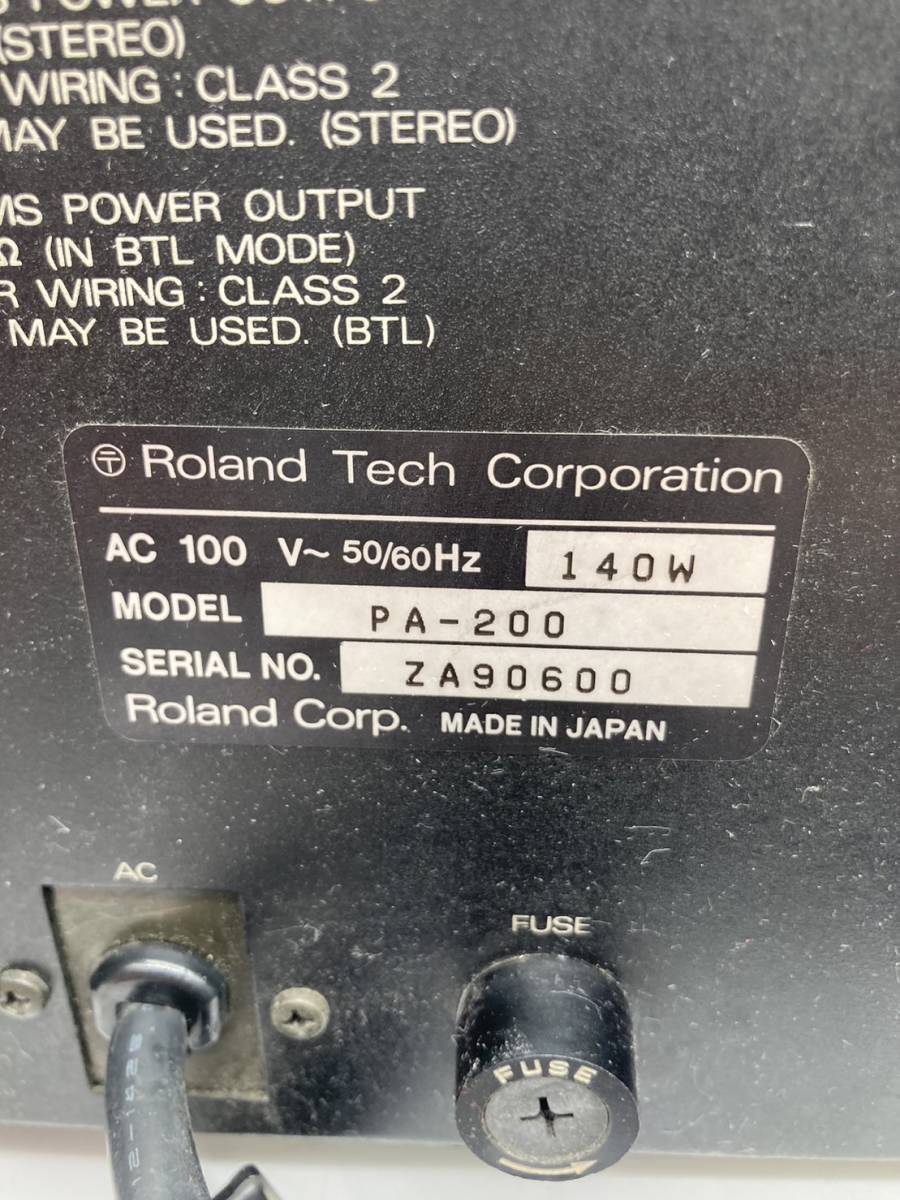 POWER OUTPUT
(STEREO)
WIRING : CLASS 2
MAY BE USED. (STEREO)
POWER OUTPUT
Ω (IN BTL MODE)
WIRING : CLASS 2
MAY BE USED. (BTL)
Roland Tech Corporation
AC 100 V~ 50/60Hz 140W
MODEL PA-200
SERIAL NO. ZA90600
Roland Corp. MADE IN JAPAN
AC
FUSE
FUSE